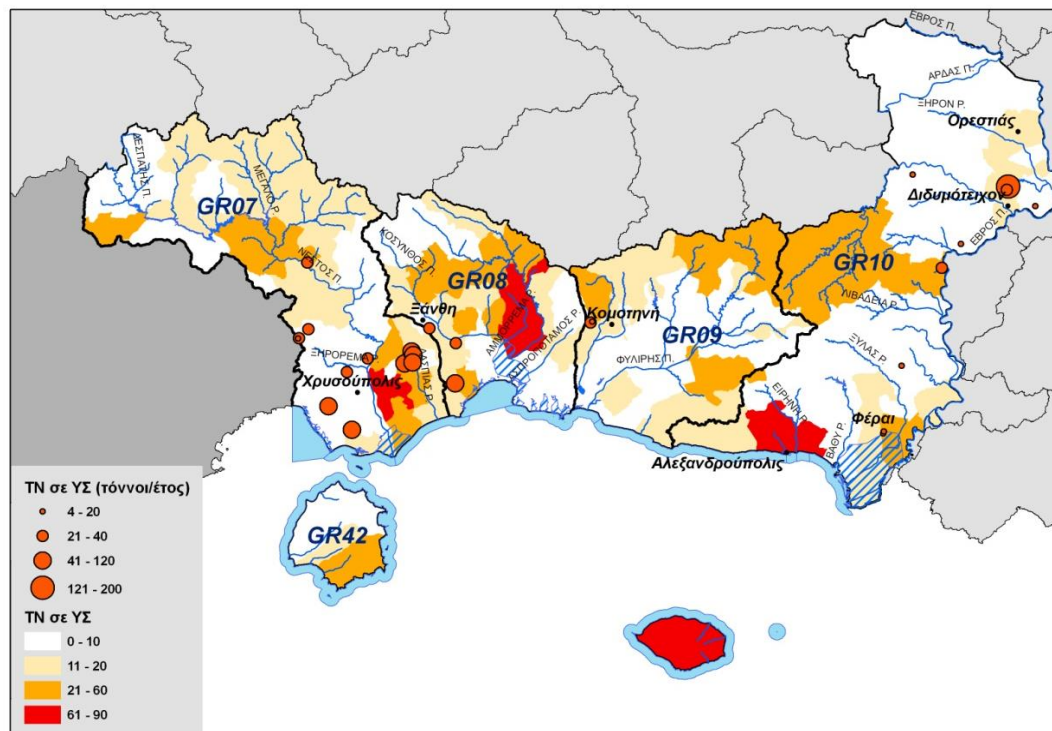 ΕΒΡΟΣ Π.
ΑΡΔΑΣ Π.
ΞΗΡΟΝ Ρ.
Ορεστιάς
ΔΕΣΠΑΤΗΣ Π.
ΜΕΓΑΛΟ Ρ.
GR07
Διδυμότειχον
ΕΒΡΟΣ Π.
ΚΟΣΥΝΘΟΣ Π.
ΝΕΣΤΟΣ Π.
GR08
GR10
ΛΙΒΑΔΕΙΑ Ρ.
Ξάνθη
Κομοτηνή
GR09
ΑΣΠΡΟΠΟΤΑΜΟΣ Ρ.
ΞΗΡΟΡΕΜΑ Ρ.
ΛΑΣΠΙΑΣ Ρ.
ΦΥΛΙΡΗΣ Π.
ΞΥΛΑΣ Ρ.
Χρυσούπολις
ΕΙΡΗΝΗ Ρ.
ΒΑΘΥ Ρ.
Φέραι
Αλεξανδρούπολις
GR42
ΤΝ σε ΥΣ (τόννοι/έτος)
4 - 20
21 - 40
41 - 120
121 - 200
ΤΝ σε ΥΣ
0 - 10
11 - 20
21 - 60
61 - 90